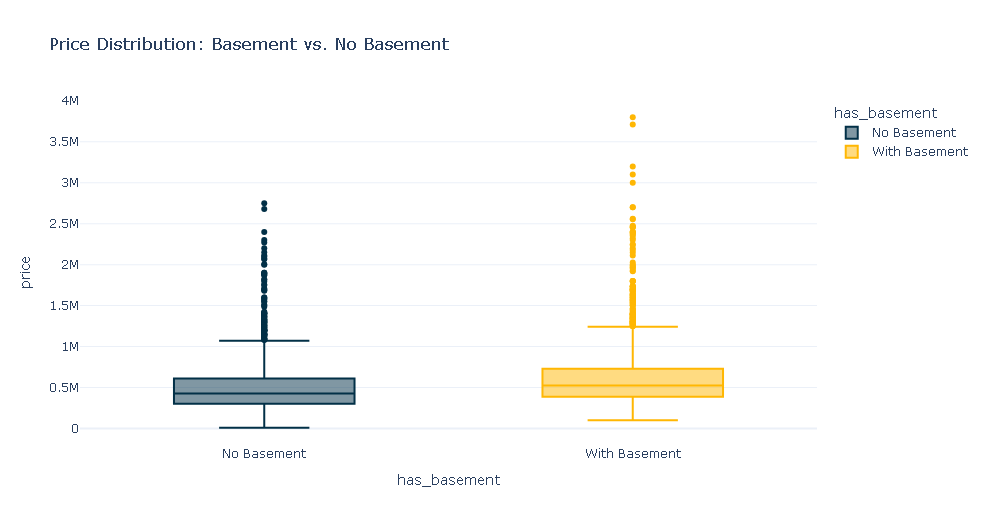 Price Distribution: Basement vs. No Basement
4M
3.5M
3M
2.5M
2M
1.5M
1M
0.5M
0
price
No Basement
With Basement
has_basement
has_basement
No Basement
With Basement